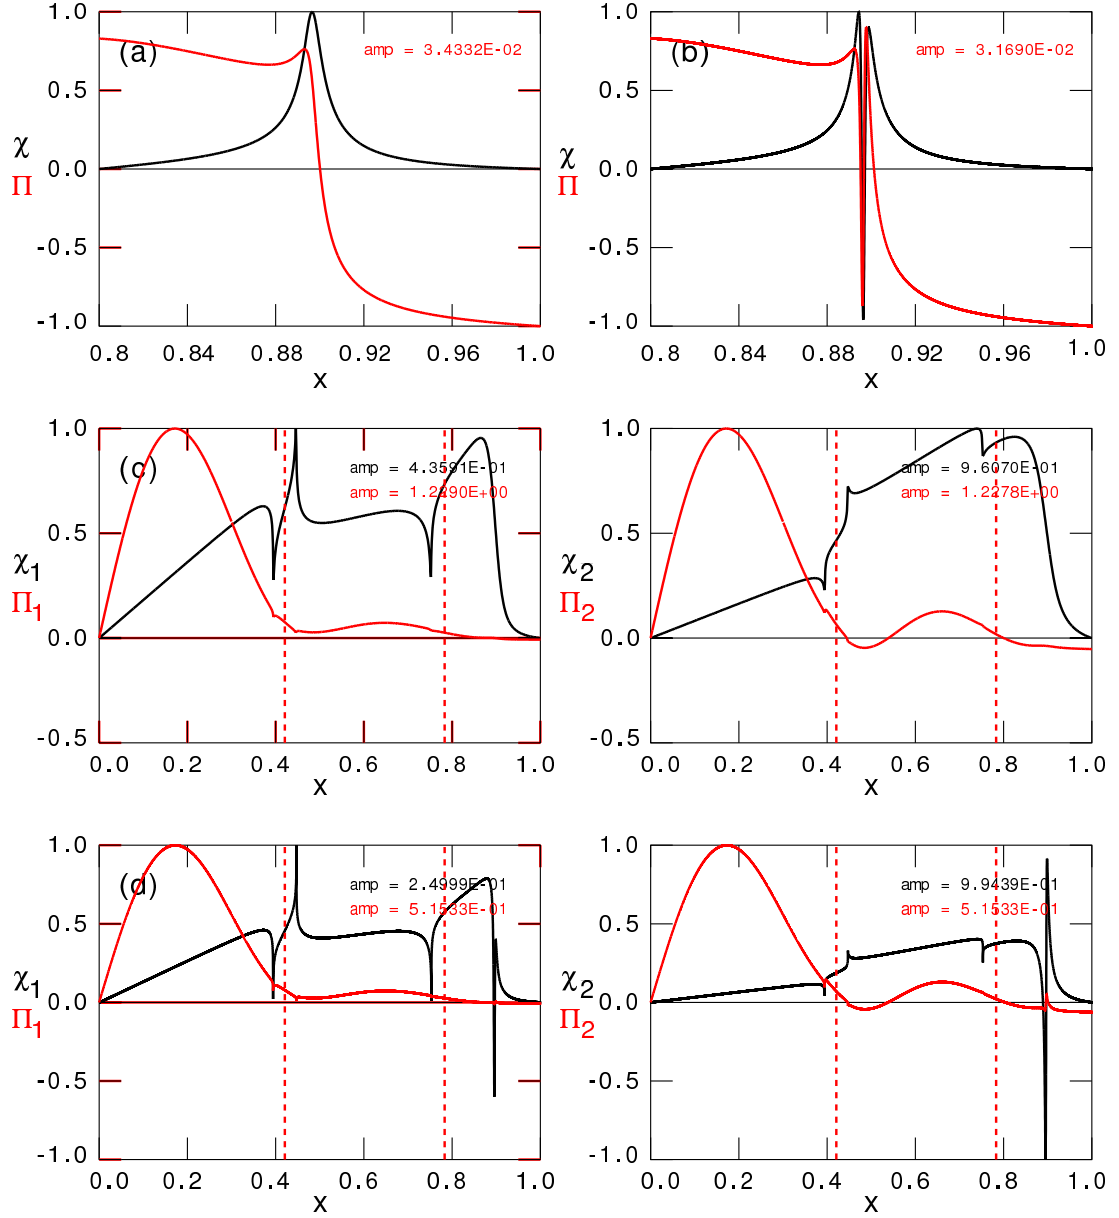 (a)
amp = 3.4332E-02
1.0
0.5
0.0
-0.5
-1.0
χ
Π
0.8 0.84 0.88 0.92 0.96 1.0
x
(b)
amp = 3.1690E-02
1.0
0.5
0.0
-0.5
-1.0
χ
Π
0.8 0.84 0.88 0.92 0.96 1.0
x
(c)
amp = 4.3591E-01
amp = 1.2290E+00
1.0
0.5
0.0
-0.5
χ1
Π1
0.0 0.2 0.4 0.6 0.8 1.0
x
amp = 9.6070E-01
amp = 1.2278E+00
1.0
0.5
0.0
-0.5
χ2
Π2
0.0 0.2 0.4 0.6 0.8 1.0
x
(d)
amp = 2.4999E-01
amp = 5.1533E-01
1.0
0.5
0.0
-0.5
-1.0
χ1
Π1
0.0 0.2 0.4 0.6 0.8 1.0
x
amp = 9.9439E-01
amp = 5.1533E-01
1.0
0.5
0.0
-0.5
-1.0
χ2
Π2
0.0 0.2 0.4 0.6 0.8 1.0
x